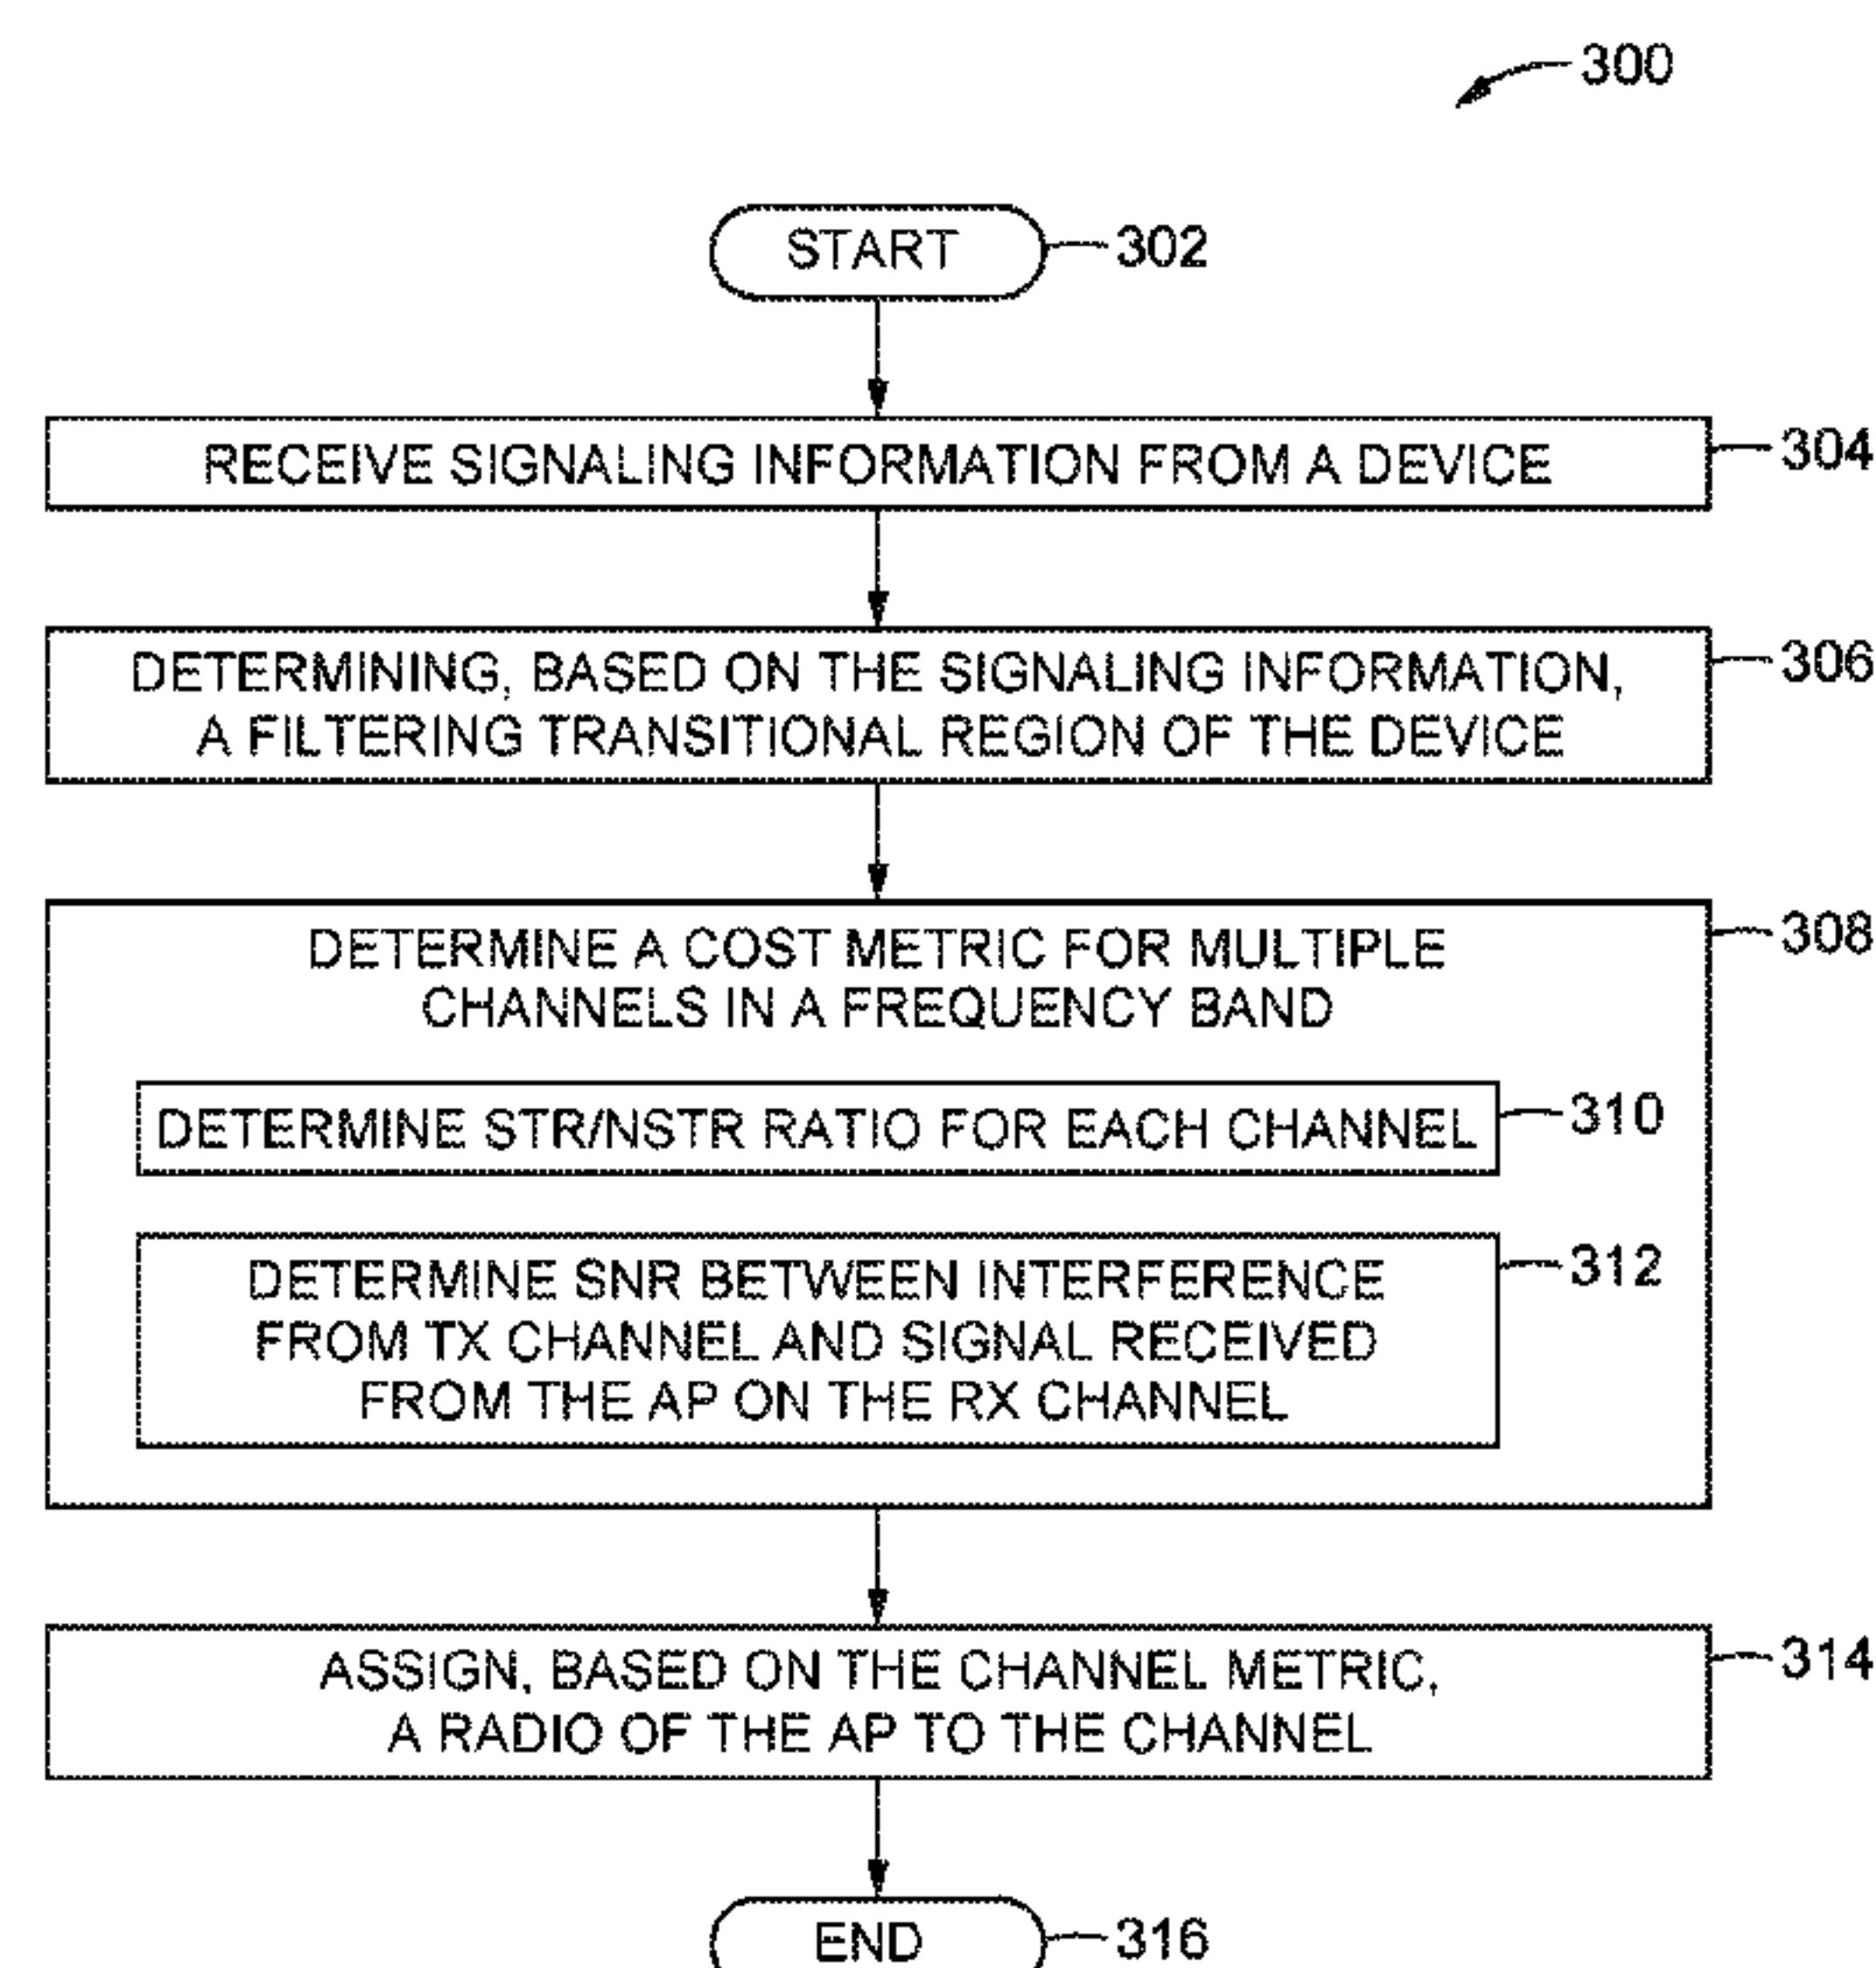 300
START
302
RECEIVE SIGNALING INFORMATION FROM A DEVICE
304
DETERMINING, BASED ON THE SIGNALING INFORMATION,
A FILTERING TRANSITIONAL REGION OF THE DEVICE
306
DETERMINE A COST METRIC FOR MULTIPLE
CHANNELS IN A FREQUENCY BAND
308
DETERMINE STR/NSTR RATIO FOR EACH CHANNEL
310
DETERMINE SNR BETWEEN INTERFERENCE
FROM TX CHANNEL AND SIGNAL RECEIVED
FROM THE AP ON THE RX CHANNEL
312
ASSIGN, BASED ON THE CHANNEL METRIC,
A RADIO OF THE AP TO THE CHANNEL
314
END
316